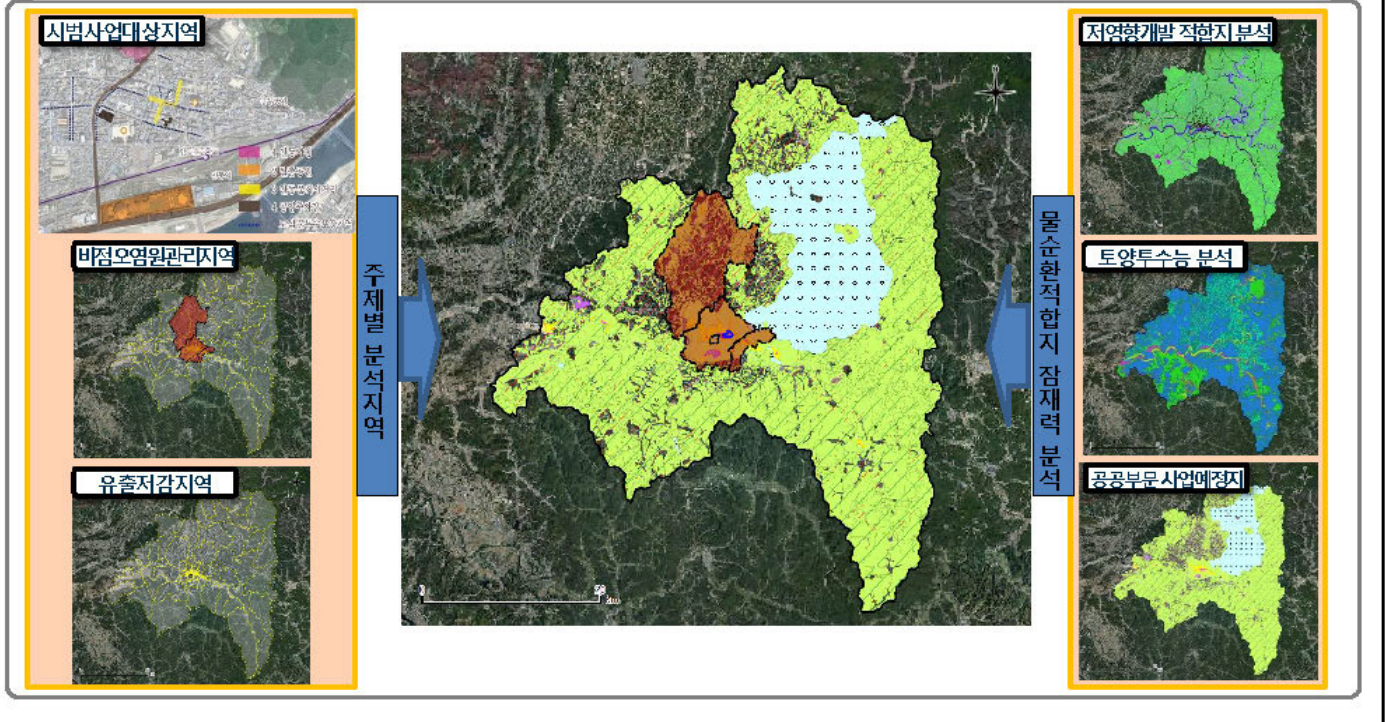 시범사업대상지역
비점오염원관리지역
유출저감지역
주제별 분석지역
물순환적합지 잠재력 분석
저영향개발 적합지 분석
토양투수능 분석
공공부문 사업예정지